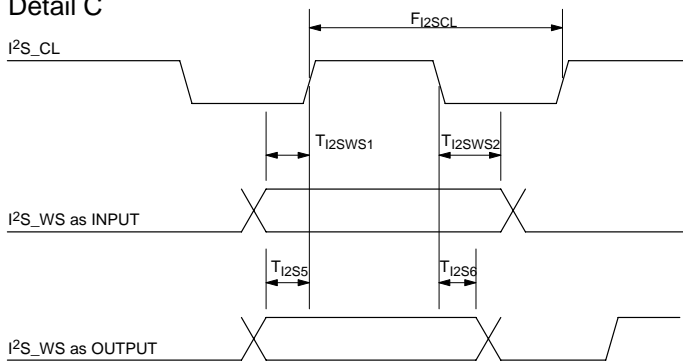 Detail C
FI2SCL
I2S_CL
TI2SWS1
TI2SWS2
I2S_WS as INPUT
TI2S5
TI2S6
I2S_WS as OUTPUT